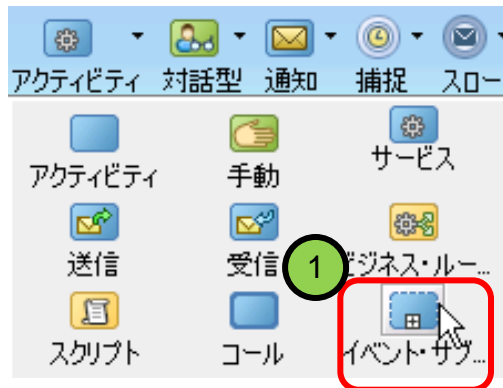 アクティビティ 対話型 通知 捕捉 スロー
アクティビティ 手動 サービス
送信 受信 1 ビジネス・ルー...
スクリプト コール イベント・サブ...